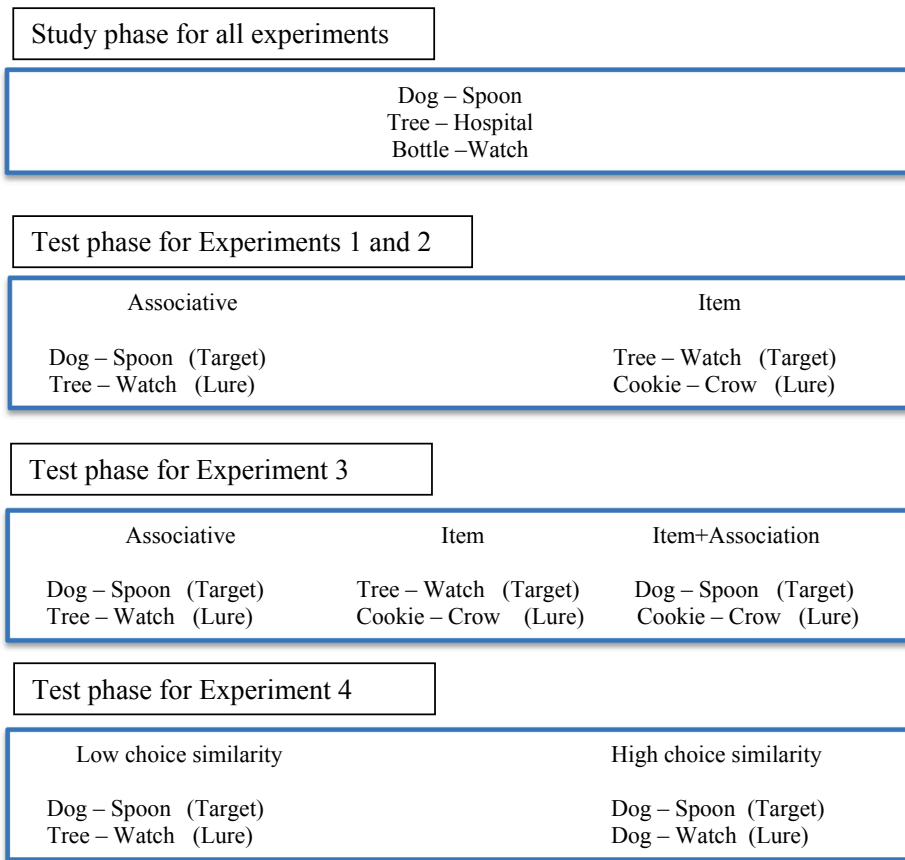 Study phase for all experiments
Dog – Spoon
Tree – Hospital
Bottle –Watch
Test phase for Experiments 1 and 2
Associative Item
Dog – Spoon (Target) Tree – Watch (Target)
Tree – Watch (Lure) Cookie – Crow (Lure)
Test phase for Experiment 3
Associative Item Item+Association
Dog – Spoon (Target) Tree – Watch (Target) Dog – Spoon (Target)
Tree – Watch (Lure) Cookie – Crow (Lure) Cookie – Crow (Lure)
Test phase for Experiment 4
Low choice similarity High choice similarity
Dog – Spoon (Target) Dog – Spoon (Target)
Tree – Watch (Lure) Dog – Watch (Lure)